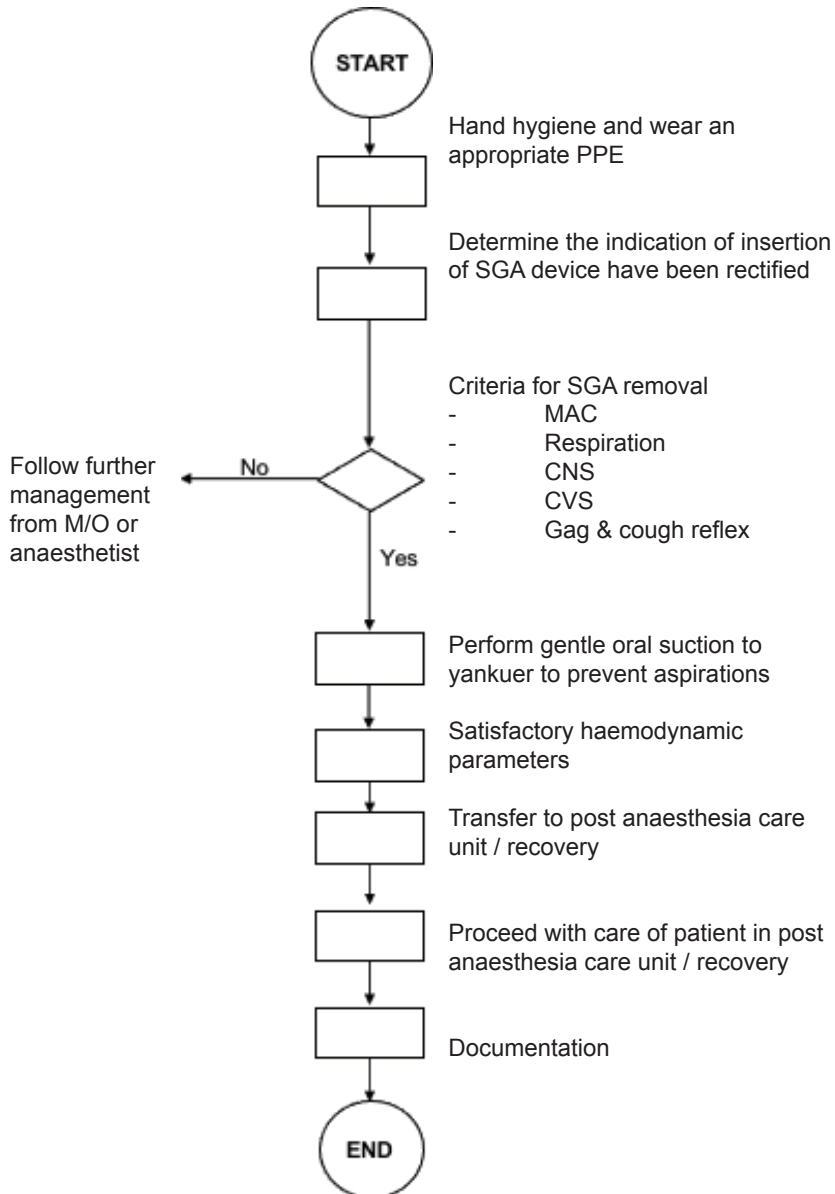 START
Hand hygiene and wear an
appropriate PPE
Determine the indication of insertion
of SGA device have been rectified
Criteria for SGA removal
- MAC
- Respiration
- CNS
- CVS
- Gag & cough reflex
No
Follow further
management
from M/O or
anaesthetist
Yes
Perform gentle oral suction to
yankuer to prevent aspirations
Satisfactory haemodynamic
parameters
Transfer to post anaesthesia care
unit / recovery
Proceed with care of patient in post
anaesthesia care unit / recovery
Documentation
END